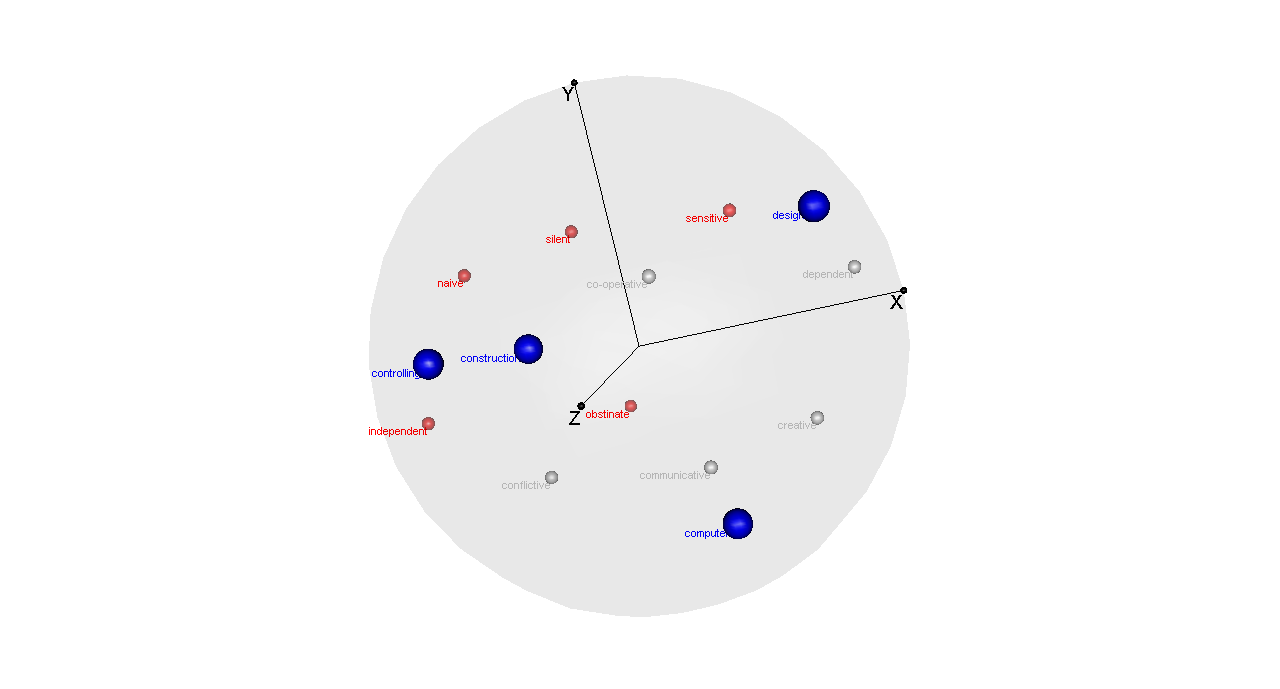 Y
sensitive
design
silent
dependent
naive
co-operative
X
construction
controlling
Z
obstinate
independent
creative
communicative
conflictive
computer